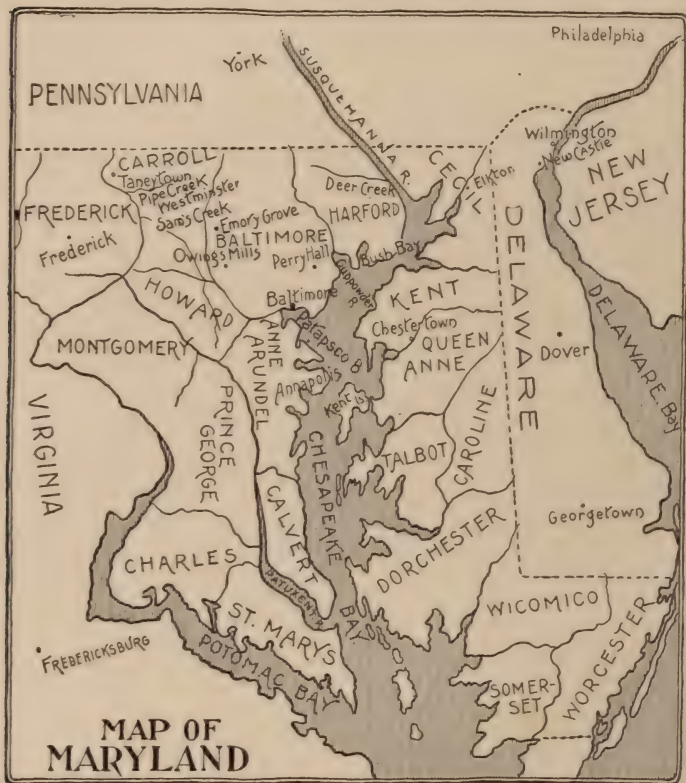 Philadelphia
York
SUSQUEHANNA R.
PENNSYLVANIA
Wilmington
New Castle
CARROLL
Taneytown
Pipe Creek
Westminster
Sam's Creek
CECIL
Elkton
NEW
JERSEY
Deer Creek
HARFORD
FREDERICK
Frederick
Emory Grove
BALTIMORE
Owings Mills
Perry Hall
Bush Bay
Gunpowder
R.
DELAWARE
HOWARD
Baltimore
KENT
DELAWARE Bay
Patapsco B
Chestertown
QUEEN
ANNE
Dover
MONTGOMERY
ANNE
ARUNDEL
Annapolis
Kent Is.
VIRGINIA
PRINCE
GEORGE
CHESAPEAKE
BAY.
TALBOT
CAROLINE
CALVERT
Georgetown
DORCHESTER
CHARLES
PATUXENT R.
WICOMICO
ST. MARYS
WORCESTER
FREDERICKSBURG
POTOMAC BAY
SOMER-
SET
MAP OF
MARYLAND